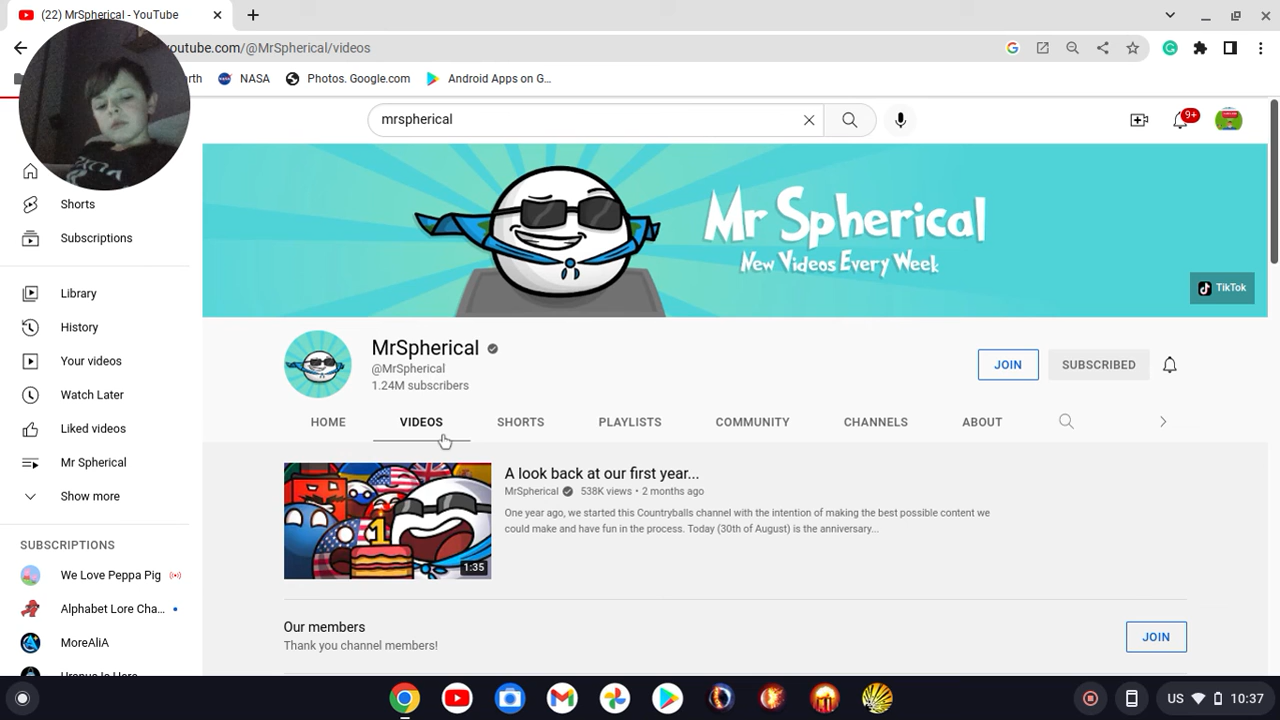 (22) MrSpherical - YouTube
youtube.com/@MrSpherical/videos
rth
NASA
Photos. Google.com
Android Apps on G...
mrspherical
9+
Shorts
Subscriptions
Library
History
Your videos
Watch Later
Liked videos
Mr Spherical
Show more
SUBSCRIPTIONS
We Love Peppa Pig
Alphabet Lore Cha...
MoreAliA
Uranus Is Here
Mr Spherical
New Videos Every Week
TikTok
MrSpherical
@MrSpherical
1.24M subscribers
JOIN
SUBSCRIBED
HOME
VIDEOS
SHORTS
PLAYLISTS
COMMUNITY
CHANNELS
ABOUT
1
1:35
A look back at our first year...
MrSpherical 538K views • 2 months ago
One year ago, we started this Countryballs channel with the intention of making the best possible content we
could make and have fun in the process. Today (30th of August) is the anniversary...
Our members
Thank you channel members!
JOIN
US
10:37